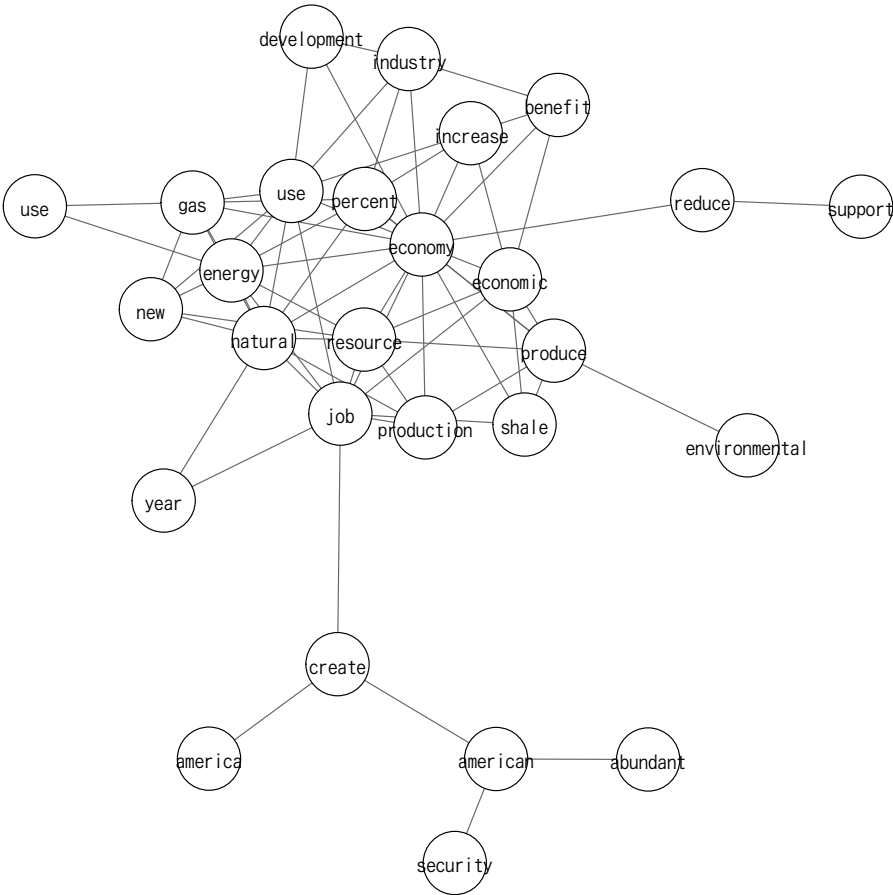 development
industry
benefit
increase
use
gas
use
percent
reduce
support
economy
energy
economic
new
natural
resource
produce
job
production
shale
environmental
year
create
america
american
abundant
security